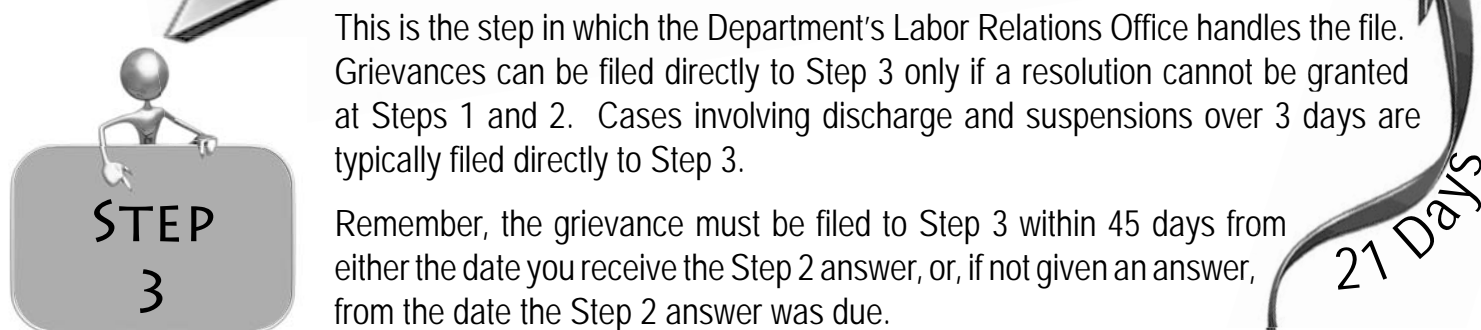 This is the step in which the Department’s Labor Relations Office handles the file.
Grievances can be filed directly to Step 3 only if a resolution cannot be granted
at Steps 1 and 2. Cases involving discharge and suspensions over 3 days are
typically filed directly to Step 3.
STEP
3
Remember, the grievance must be filed to Step 3 within 45 days from
either the date you receive the Step 2 answer, or, if not given an answer,
from the date the Step 2 answer was due.
21 Days